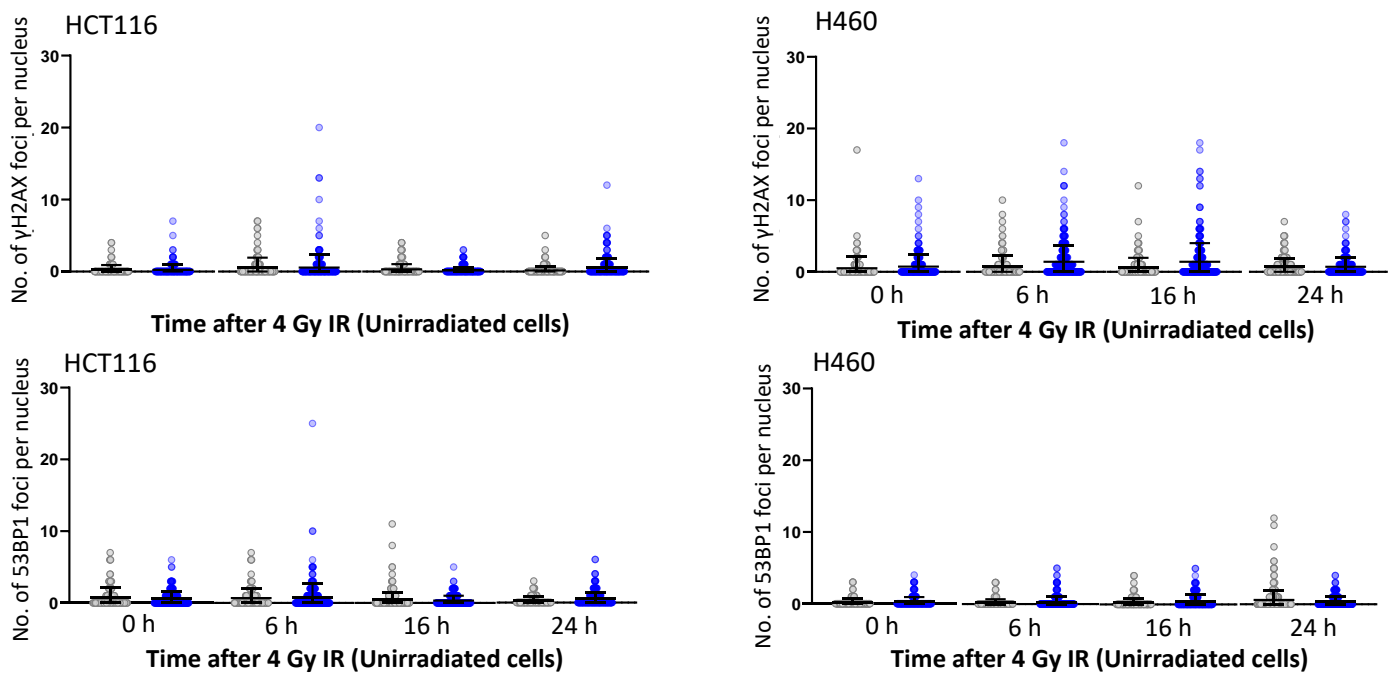 HCT116
No. of γH2AX foci per nucleus
30
20
10
0
Time after 4 Gy IR (Unirradiated cells)
H460
No. of γH2AX foci per nucleus
30
20
10
0
0 h 6 h 16 h 24 h
Time after 4 Gy IR (Unirradiated cells)
HCT116
No. of 53BP1 foci per nucleus
30
20
10
0
0 h 6 h 16 h 24 h
Time after 4 Gy IR (Unirradiated cells)
H460
No. of 53BP1 foci per nucleus
30
20
10
0
0 h 6 h 16 h 24 h
Time after 4 Gy IR (Unirradiated cells)